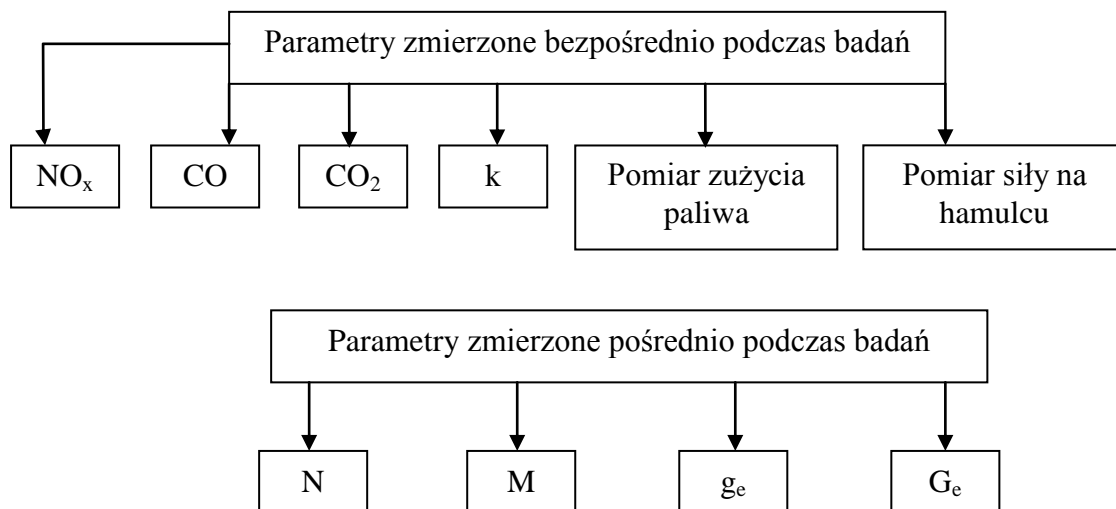 Parametry zmierzone bezpośrednio podczas badań
NOₓ
CO
CO₂
k
Pomiar zużycia
paliwa
Pomiar siły na
hamulcu
Parametry zmierzone pośrednio podczas badań
N
M
gₑ
Gₑ